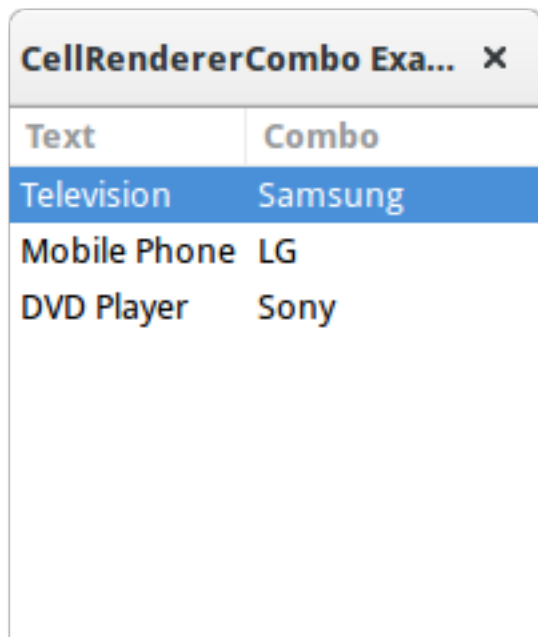 CellRendererCombo Exa...
Text Combo
Television Samsung
Mobile Phone LG
DVD Player Sony